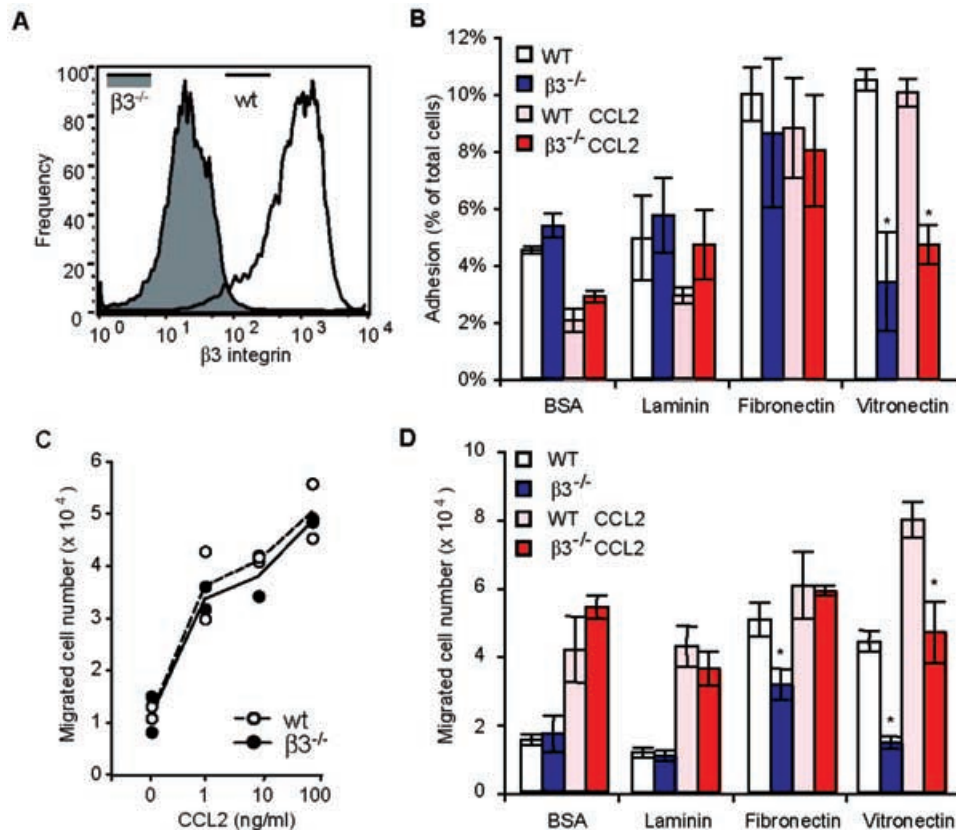 A
100
80
60
40
20
0
Frequency
β3-/-
wt
10^0 10^1 10^2 10^3 10^4
β3 integrin
B
12%
10%
8%
6%
4%
2%
0%
Adhesion (% of total cells)
WT
β3-/-
WT CCL2
β3-/- CCL2
* *
BSA Laminin Fibronectin Vitronectin
C
6
5
4
3
2
1
0
Migrated cell number (x 10^4)
wt
β3-/-
0 1 10 100
CCL2 (ng/ml)
D
10
8
6
4
2
0
Migrated cell number (x 10^4)
WT
β3-/-
WT CCL2
β3-/- CCL2
* * *
BSA Laminin Fibronectin Vitronectin